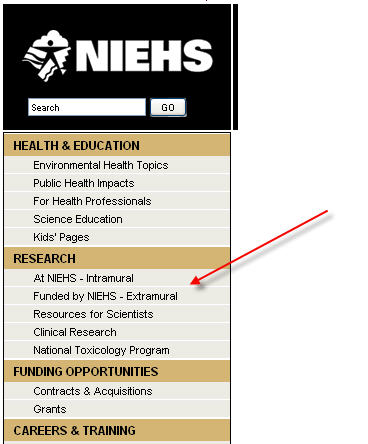 NIEHS
Search GO
HEALTH & EDUCATION
Environmental Health Topics
Public Health Impacts
For Health Professionals
Science Education
Kids' Pages
RESEARCH
At NIEHS - Intramural
Funded by NIEHS - Extramural
Resources for Scientists
Clinical Research
National Toxicology Program
FUNDING OPPORTUNITIES
Contracts & Acquisitions
Grants
CAREERS & TRAINING